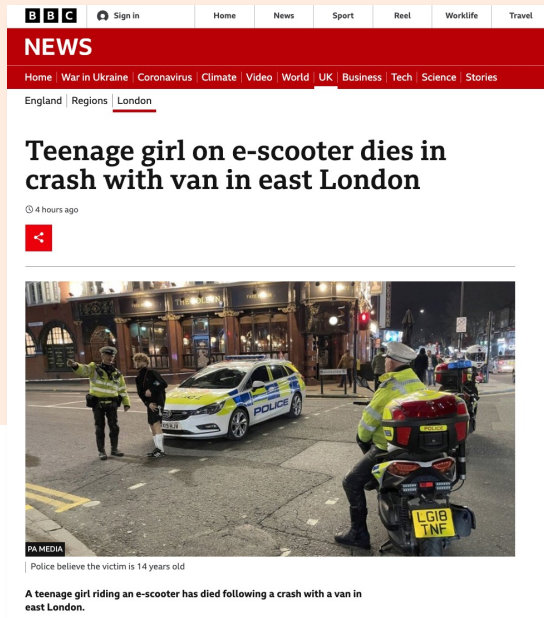 BBC Sign in Home News Sport Reel Worklife Travel
NEWS
Home War in Ukraine Coronavirus Climate Video World UK Business Tech Science Stories
England Regions London
Teenage girl on e-scooter dies in
crash with van in east London
4 hours ago
POLICE
POLICE
LG18
TNF
PA MEDIA
Police believe the victim is 14 years old
A teenage girl riding an e-scooter has died following a crash with a van in
east London.